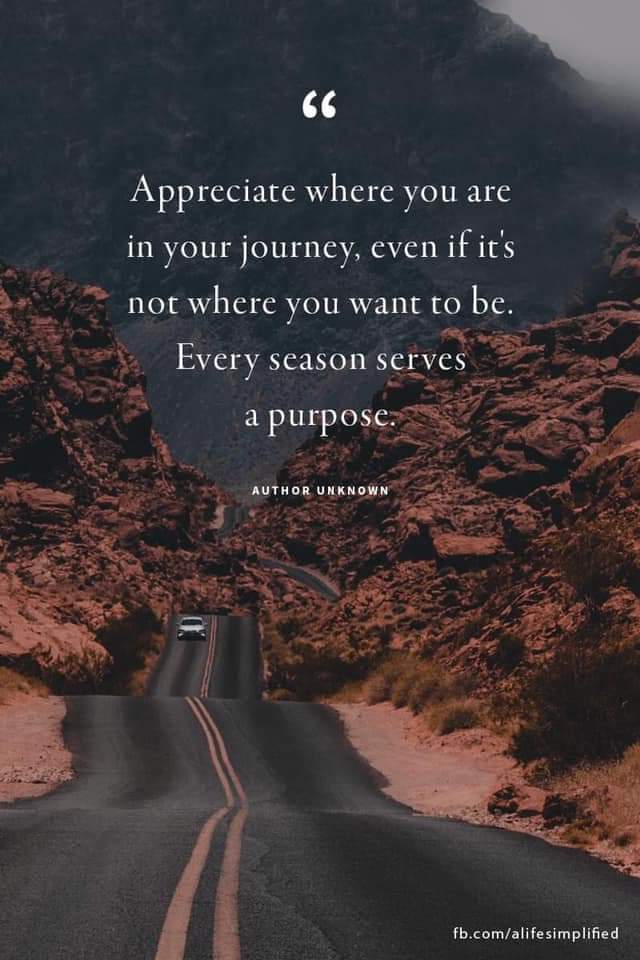 “
Appreciate where you are
in your journey, even if it's
not where you want to be.
Every season serves
a purpose.
AUTHOR UNKNOWN
fb.com/alifesimplified